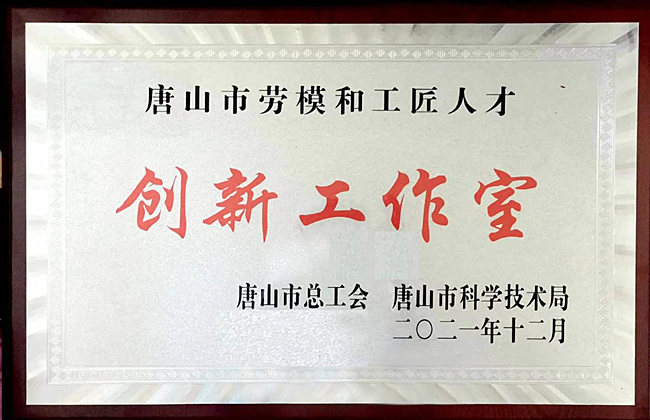 唐山市劳模和工匠人才
创新工作室
唐山市总工会 唐山市科学技术局
二〇二一年十二月